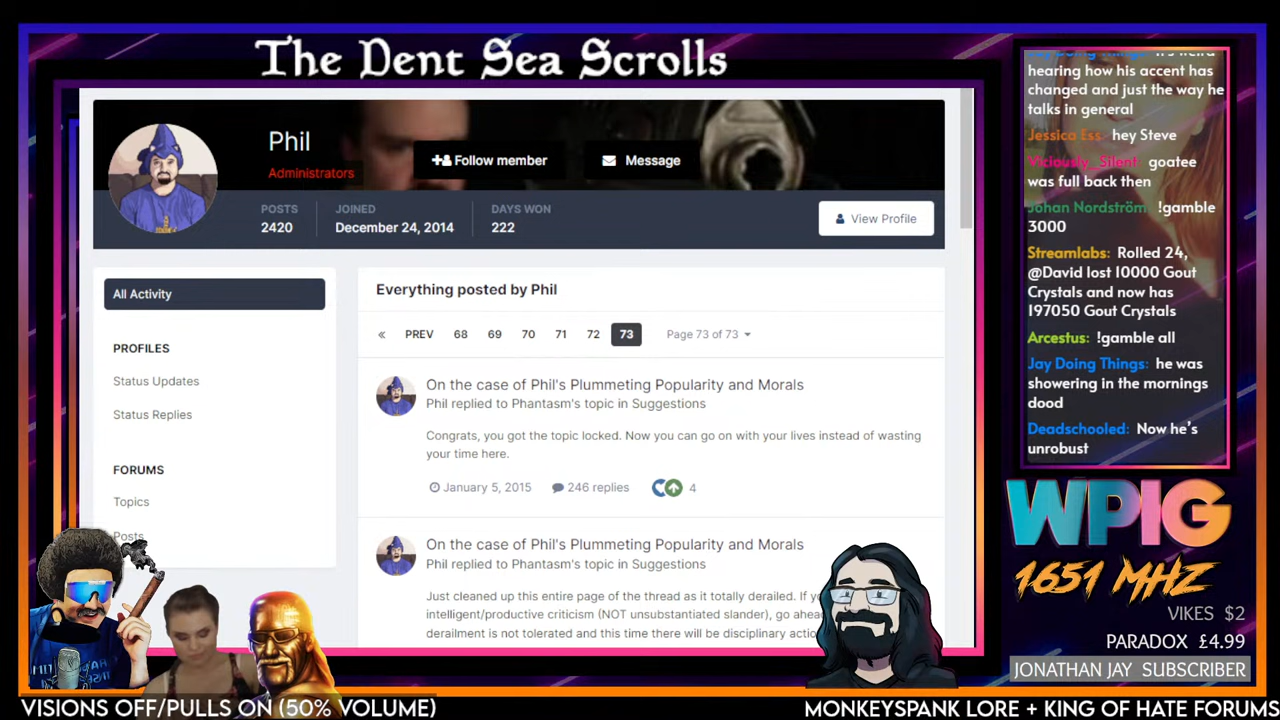 The Dent Sea Scrolls
Phil
Administrators
Follow member
Message
POSTS
2420
JOINED
December 24, 2014
DAYS WON
222
View Profile
All Activity
PROFILES
Status Updates
Status Replies
FORUMS
Topics
Posts
Everything posted by Phil
« PREV 68 69 70 71 72 73 Page 73 of 73
On the case of Phil's Plummeting Popularity and Morals
Phil replied to Phantasm's topic in Suggestions
Congrats, you got the topic locked. Now you can go on with your lives instead of wasting
your time here.
January 5, 2015 246 replies 4
On the case of Phil's Plummeting Popularity and Morals
Phil replied to Phantasm's topic in Suggestions
Just cleaned up this entire page of the thread as it totally derailed. If
intelligent/productive criticism (NOT unsubstantiated slander), go
derailment is not tolerated and this time there will be disciplinary
hearing how his accent has
changed and just the way he
talks in general
Jessica Ess: hey Steve
Viciously_Silent: goatee
was full back then
Johan Nordström: !gamble
3000
Streamlabs: Rolled 24,
@David lost 10000 Gout
Crystals and now has
197050 Gout Crystals
Arcestus: !gamble all
Jay Doing Things: he was
showering in the mornings
dood
Deadschooled: Now he's
unrobust
WPIG
1651 MHZ
VIKES $2
PARADOX £4.99
JONATHAN JAY SUBSCRIBER
VISIONS OFF/PULLS ON (50% VOLUME)
MONKEYSPANK LORE + KING OF HATE FORUMS